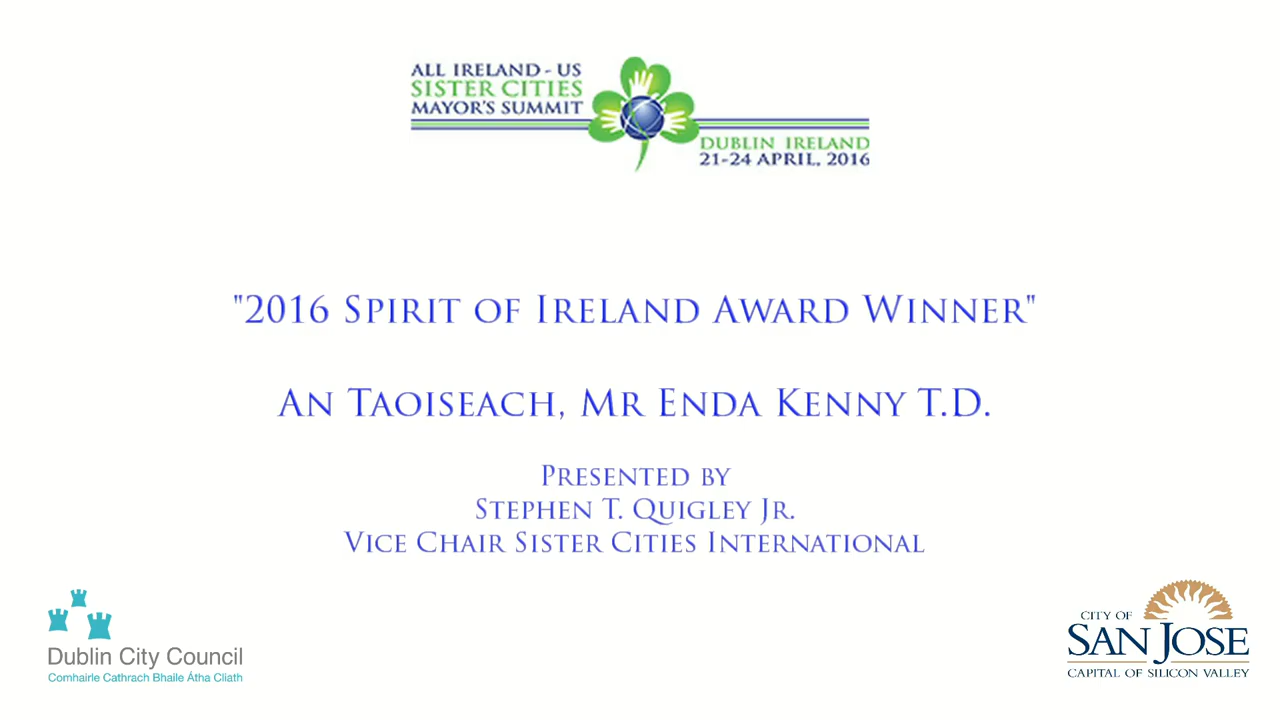 ALL IRELAND - US
SISTER CITIES
MAYOR'S SUMMIT
DUBLIN IRELAND
21-24 APRIL, 2016
"2016 SPIRIT OF IRELAND AWARD WINNER"
AN TAOISEACH, MR ENDA KENNY T.D.
PRESENTED BY
STEPHEN T. QUIGLEY JR.
VICE CHAIR SISTER CITIES INTERNATIONAL
Dublin City Council
Comhairle Cathrach Bhaile Átha Cliath
CITY OF
SAN JOSE
CAPITAL OF SILICON VALLEY